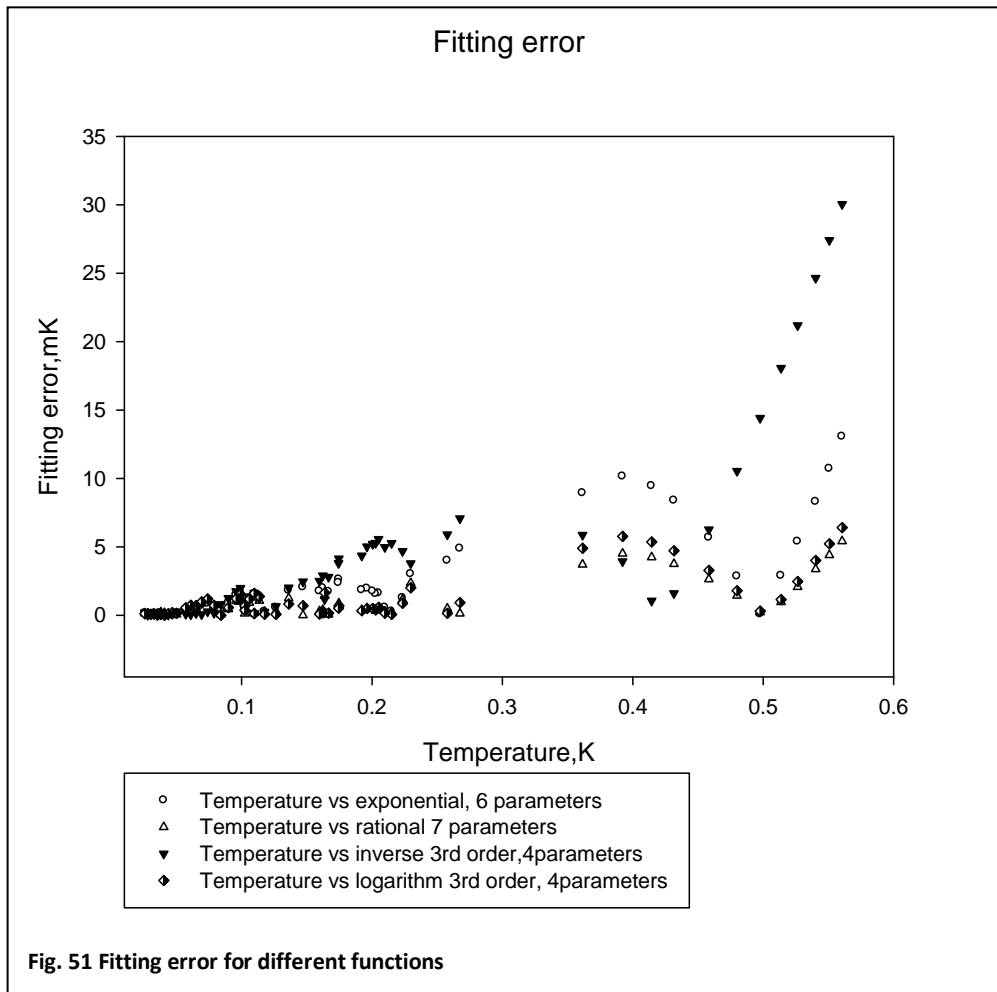 Fitting error
35
30
25
20
15
10
5
0
Fitting error,mK
0.1 0.2 0.3 0.4 0.5 0.6
Temperature,K
Temperature vs exponential, 6 parameters
Temperature vs rational 7 parameters
Temperature vs inverse 3rd order,4parameters
Temperature vs logarithm 3rd order, 4parameters
Fig. 51 Fitting error for different functions